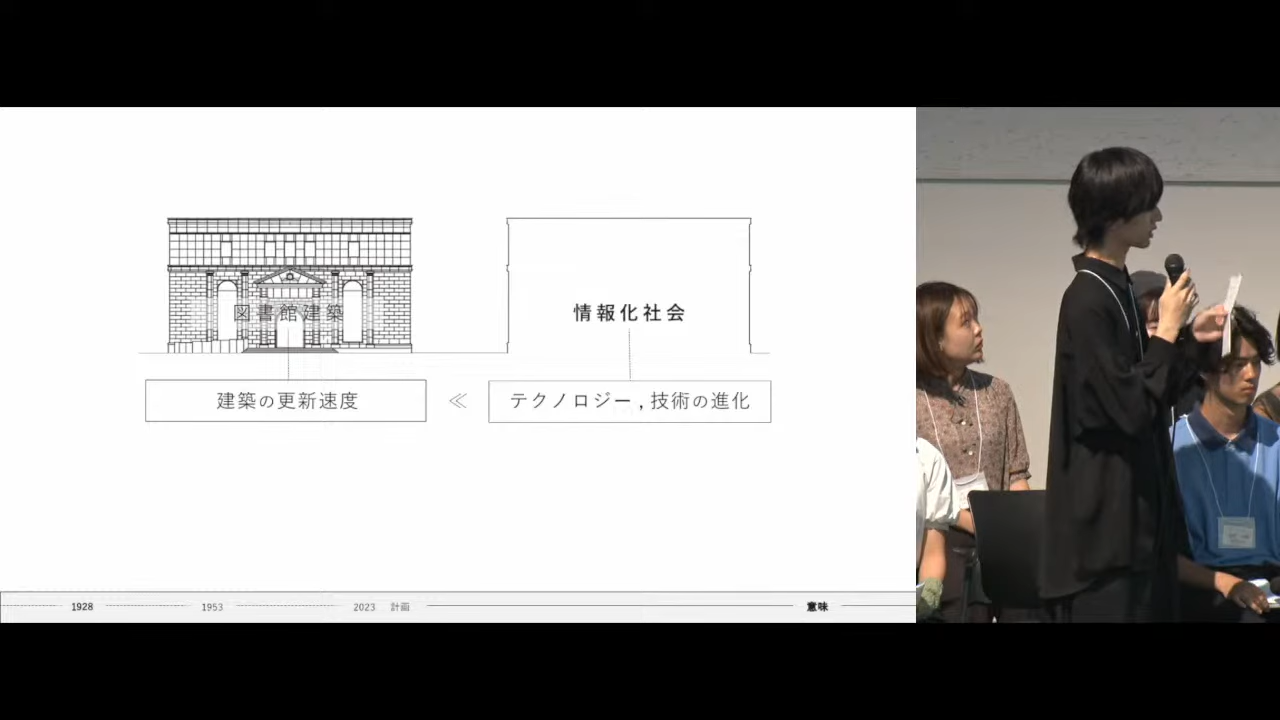 図書館建築
情報化社会
建築の更新速度
≪
テクノロジー , 技術の進化
1928
1953
2023 計画
意味